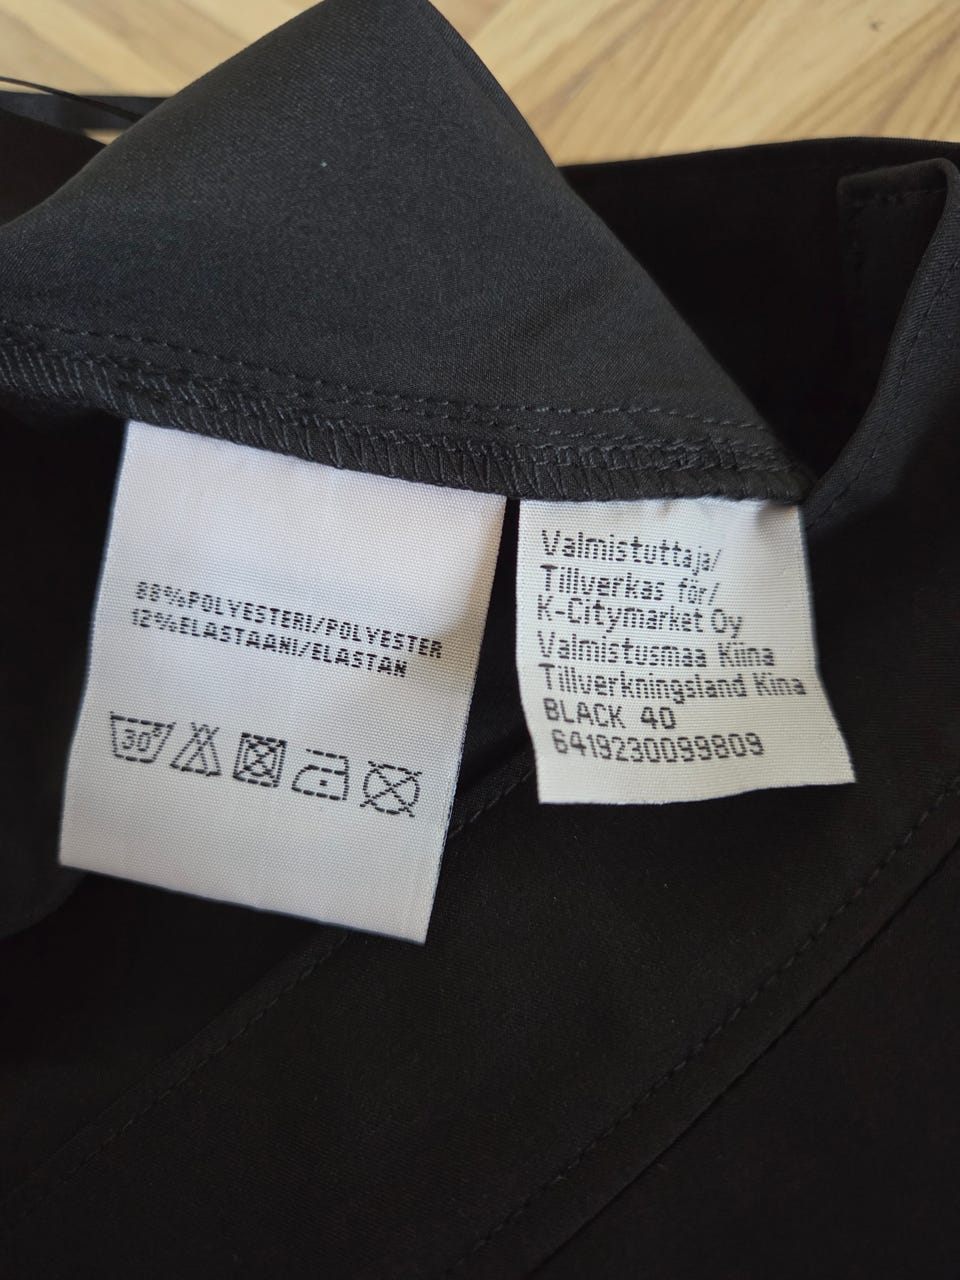 88%POLYESTERI/POLYESTER
12%ELASTAANI/ELASTAN
30°
Valmistuttaja/
Tillverkas för/
K-Citymarket Oy
Valmistusmaa Kiina
Tillverkningsland Kina
BLACK 40
6419230099809